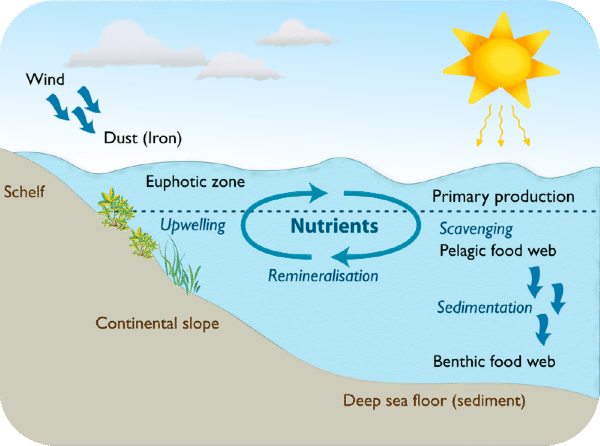 Wind
Dust (Iron)
Schelf
Euphotic zone
Primary production
Upwelling
Nutrients
Scavenging
Pelagic food web
Remineralisation
Sedimentation
Continental slope
Benthic food web
Deep sea floor (sediment)